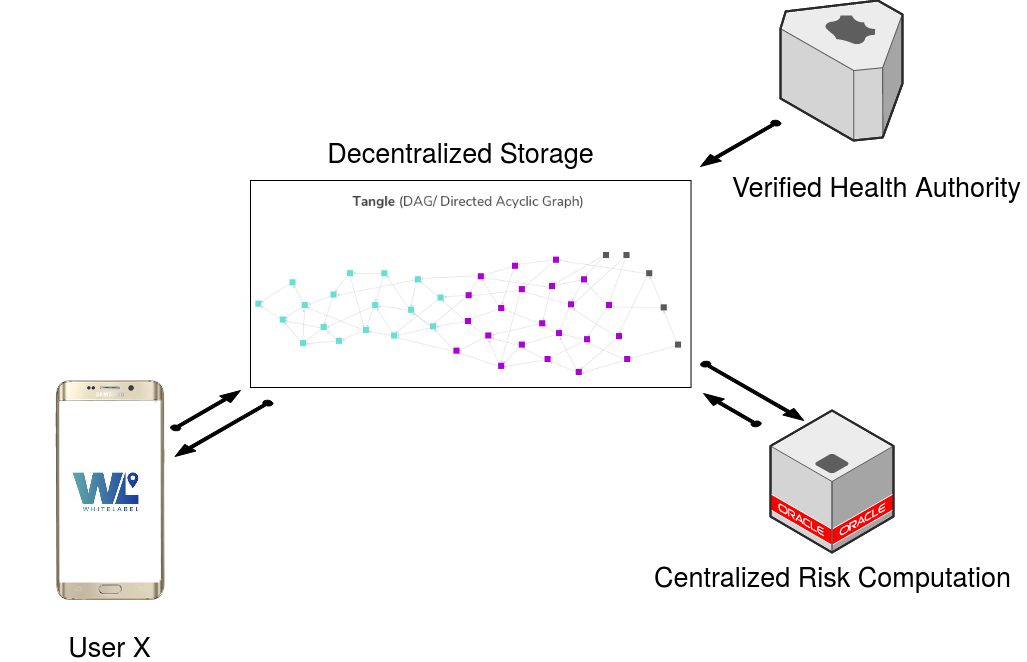 Decentralized Storage
Verified Health Authority
Tangle (DAG/ Directed Acyclic Graph)
SAMSUNG
WL
WHITELABEL
ORACLE ORACLE
Centralized Risk Computation
User X